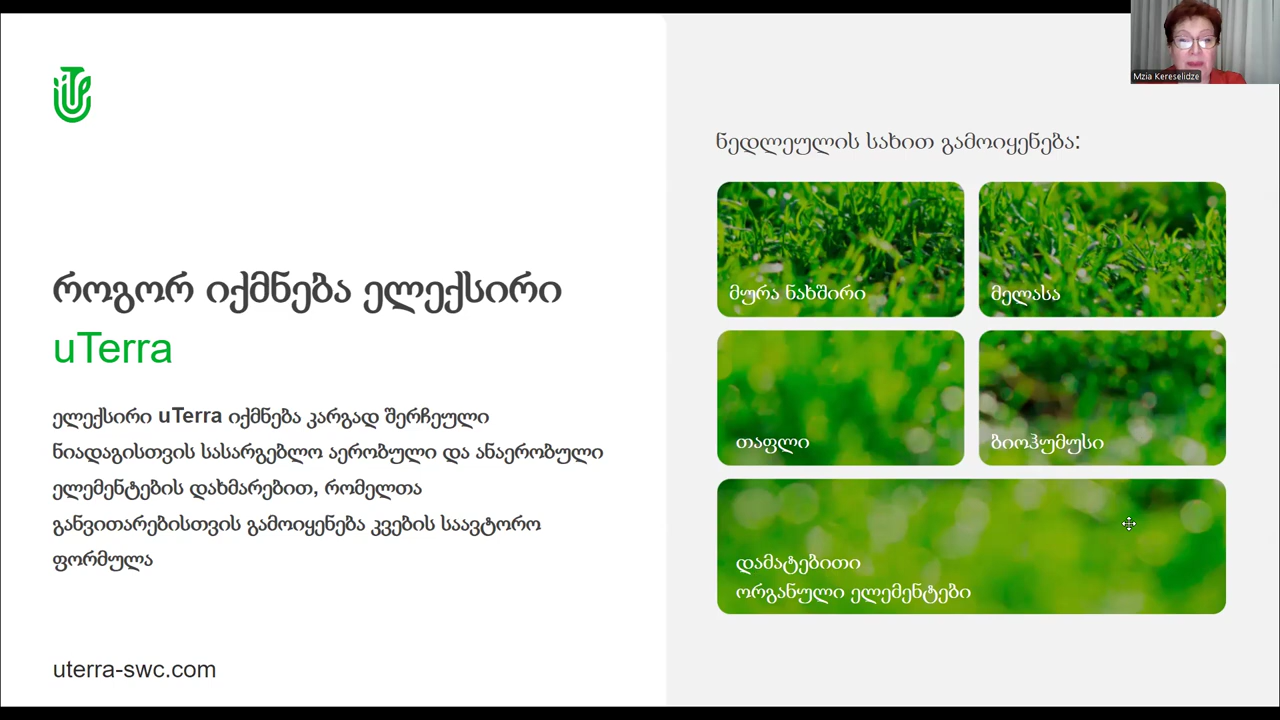 Mzia Kereselidze
როგორ იქმნება ელექსირი
uTerra
ელექსირი uTerra იქმნება კარგად შერჩეული
ნიადაგისთვის სასარგებლო აერობული და ანაერობული
ელემენტების დახმარებით, რომელთა
განვითარებისთვის გამოიყენება კვების საავტორო
ფორმულა
uterra-swc.com
ნედლეულის სახით გამოიყენება:
მურა ნახშირი
მელასა
თაფლი
ბიოჰუმუსი
დამატებითი
ორგანული ელემენტები